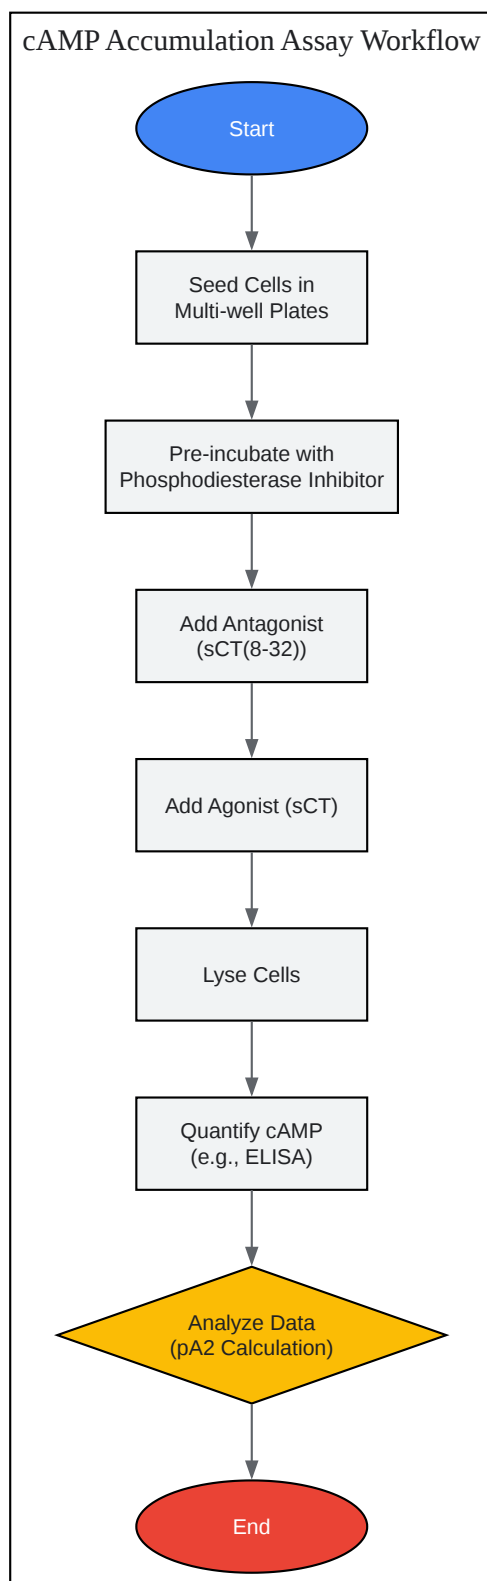 cAMP Accumulation Assay Workflow
Start
Seed Cells in
Multi-well Plates
Pre-incubate with
Phosphodiesterase Inhibitor
Add Antagonist
(sCT(8-32))
Add Agonist (sCT)
Lyse Cells
Quantify cAMP
(e.g., ELISA)
Analyze Data
(pA2 Calculation)
End